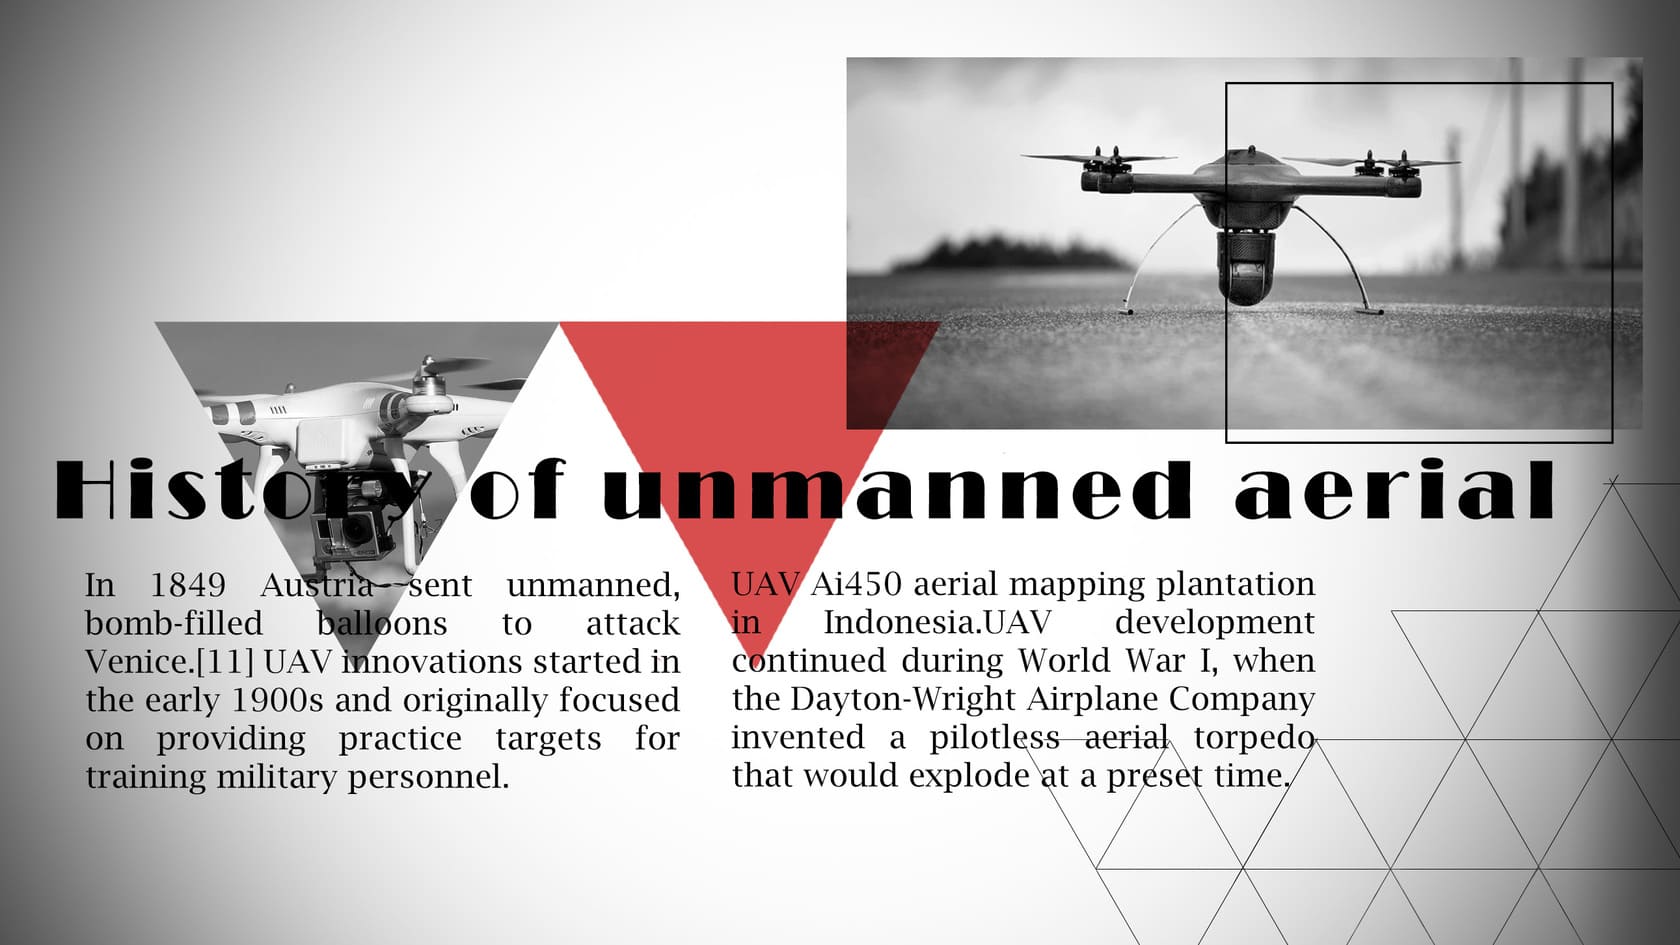 History of unmanned aerial
In 1849 Austria sent unmanned,
bomb-filled balloons to attack
Venice.[11] UAV innovations started in
the early 1900s and originally focused
on providing practice targets for
training military personnel.
UAV Ai450 aerial mapping plantation
in Indonesia.UAV development
continued during World War I, when
the Dayton-Wright Airplane Company
invented a pilotless aerial torpedo
that would explode at a preset time.